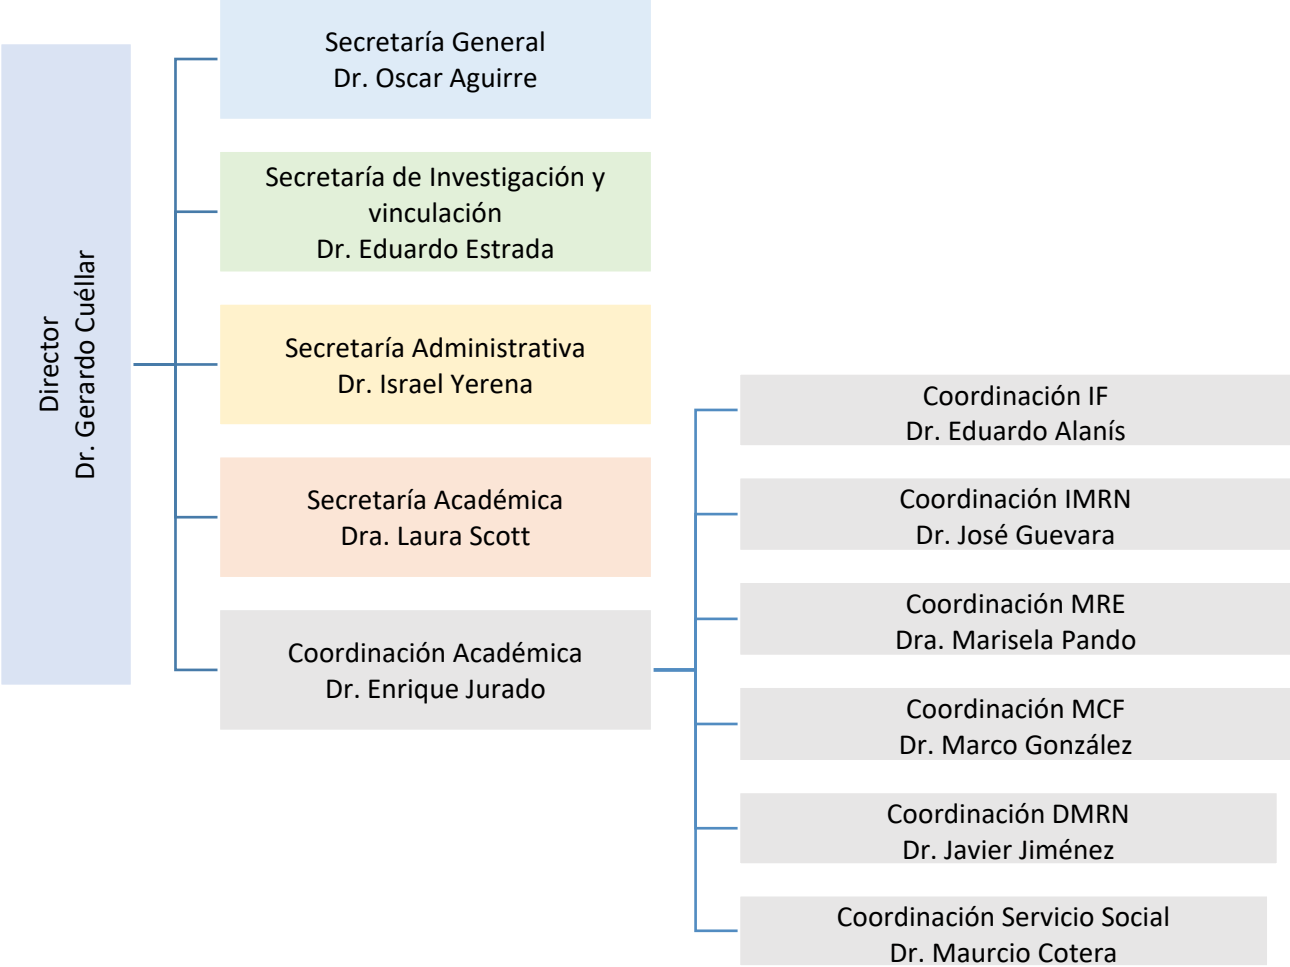 Director
Dr. Gerardo Cuéllar
Secretaría General
Dr. Oscar Aguirre
Secretaría de Investigación y
vinculación
Dr. Eduardo Estrada
Secretaría Administrativa
Dr. Israel Yerena
Secretaría Académica
Dra. Laura Scott
Coordinación Académica
Dr. Enrique Jurado
Coordinación IF
Dr. Eduardo Alanís
Coordinación IMRN
Dr. José Guevara
Coordinación MRE
Dra. Marisela Pando
Coordinación MCF
Dr. Marco González
Coordinación DMRN
Dr. Javier Jiménez
Coordinación Servicio Social
Dr. Maurcio Cotera